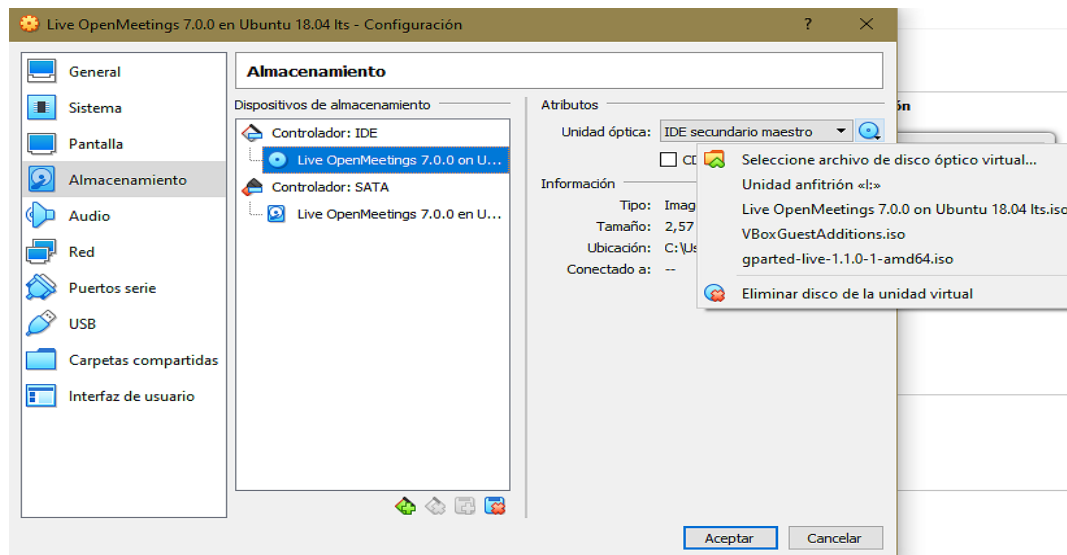 Live OpenMeetings 7.0.0 en Ubuntu 18.04 lts - Configuración
?
General
Sistema
Pantalla
Almacenamiento
Audio
Red
Puertos serie
USB
Carpetas compartidas
Interfaz de usuario
Almacenamiento
Dispositivos de almacenamiento
Controlador: IDE
Live OpenMeetings 7.0.0 on U...
Controlador: SATA
Live OpenMeetings 7.0.0 en U...
Atributos
Unidad óptica: IDE secundario maestro
Información
Tipo:
Tamaño: 2,57
Ubicación: C:\Us
Conectado a: --
Seleccione archivo de disco óptico virtual...
Unidad anfitrión «I:»
Live OpenMeetings 7.0.0 on Ubuntu 18.04 lts.iso
VBoxGuestAdditions.iso
gparted-live-1.1.0-1-amd64.iso
Eliminar disco de la unidad virtual
Aceptar
Cancelar